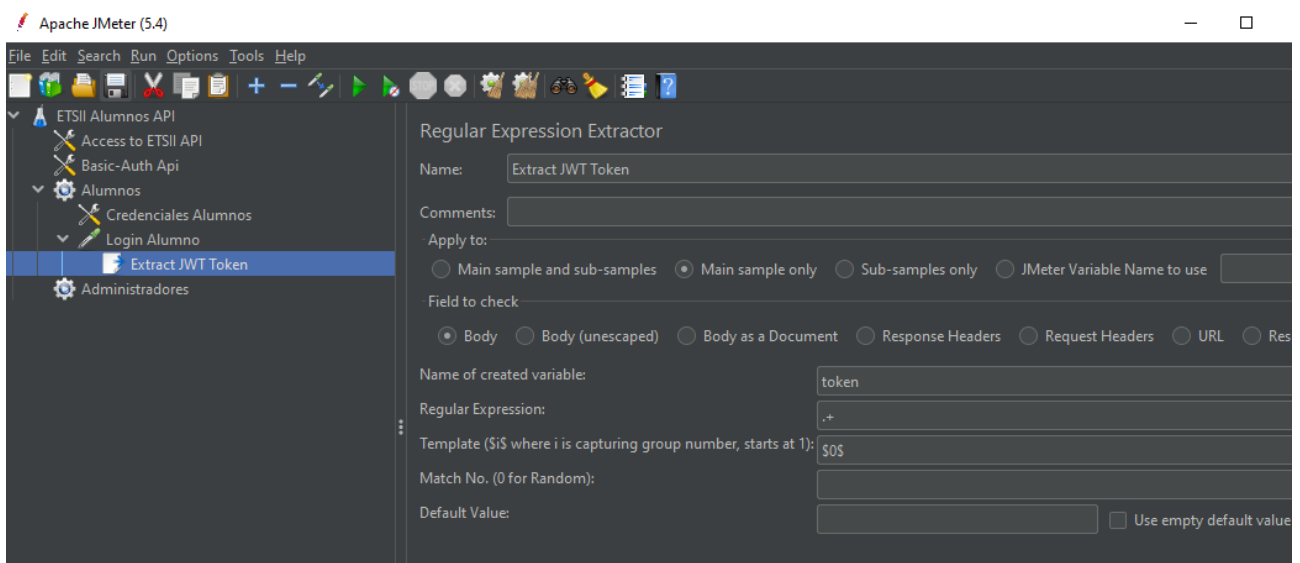 Apache JMeter (5.4)
File Edit Search Run Options Tools Help
STOP
ETSII Alumnos API
Access to ETSII API
Basic-Auth Api
Alumnos
Credenciales Alumnos
Login Alumno
Extract JWT Token
Administradores
Regular Expression Extractor
Name: Extract JWT Token
Comments:
Apply to:
Main sample and sub-samples Main sample only Sub-samples only JMeter Variable Name to use
Field to check
Body Body (unescaped) Body as a Document Response Headers Request Headers URL Res
Name of created variable: token
Regular Expression: .+
Template ($i$ where i is capturing group number, starts at 1): $0$
Match No. (0 for Random):
Default Value: Use empty default value